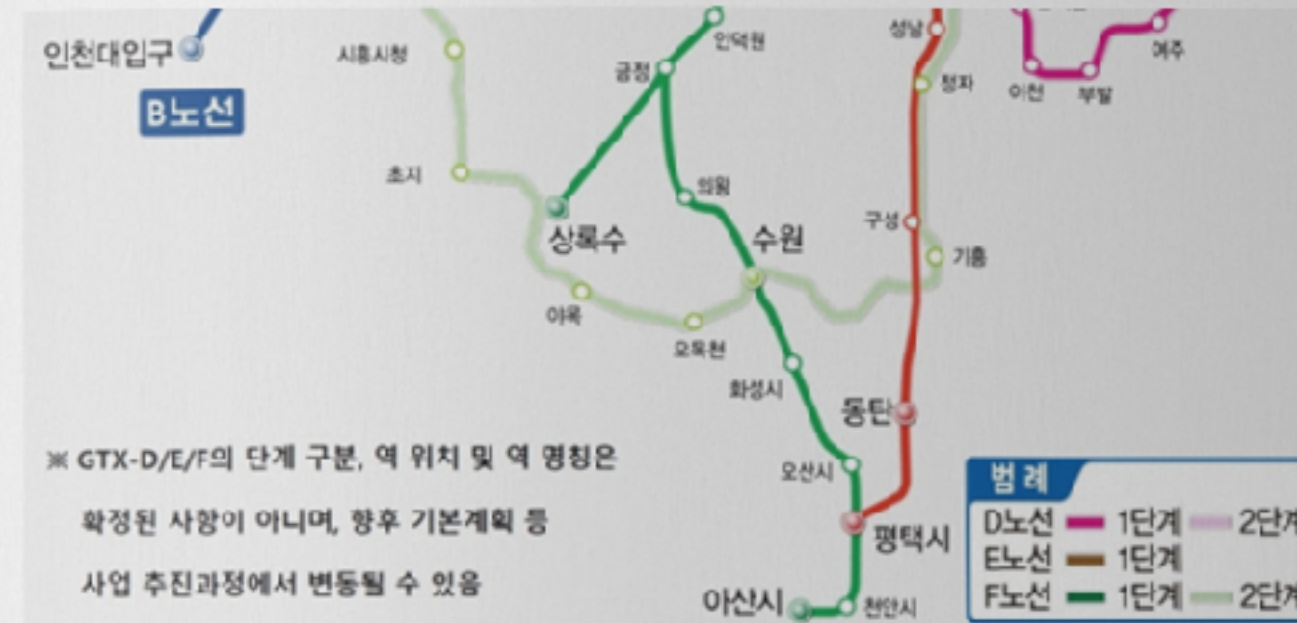 성남
인덕원
인천대입구
시흥시청
금정
정자
여주
이천
부발
B노선
초지
의왕
상록수
수원
구성
기흥
야목
오목천
화성시
동탄
※ GTX-D/E/F의 단계 구분, 역 위치 및 역 명칭은
확정된 사항이 아니며, 향후 기본계획 등
사업 추진과정에서 변동될 수 있음
오산시
평택시
아산시
천안시
범 례
D노선 1단계 2단계
E노선 1단계
F노선 1단계 2단계